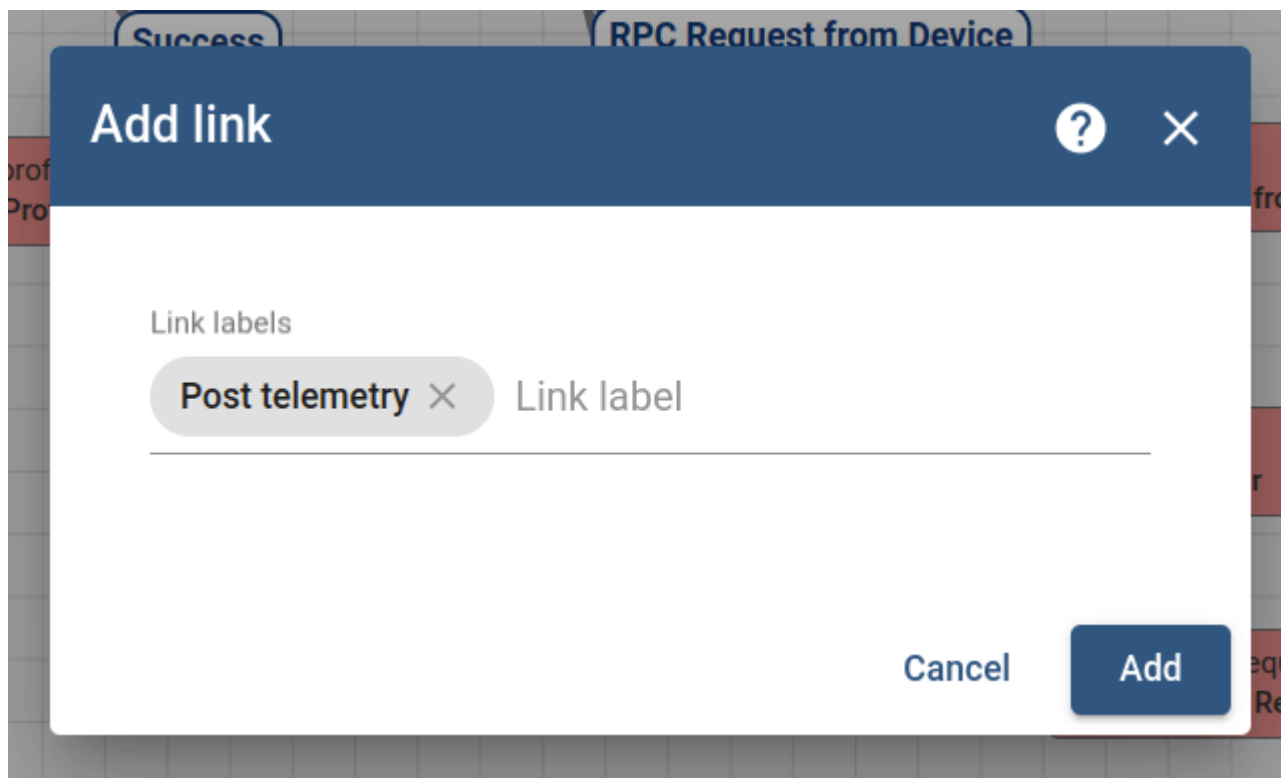 Success
RPC Request from Device
Add link
?
Link labels
Post telemetry
Link label
Cancel
Add